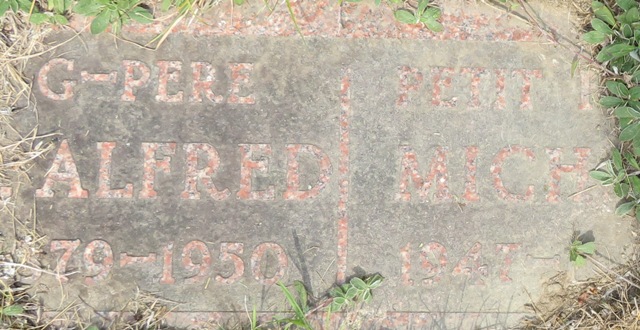 G-PERE PETIT
ALFRED MICH
79-1950 1947-